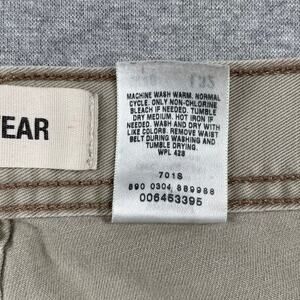 EAR
MACHINE WASH WARM. NORMAL
CYCLE. ONLY NON-CHLORINE
BLEACH IF NEEDED. TUMBLE
DRY MEDIUM. HOT IRON IF
NEEDED. WASH AND DRY WITH
LIKE COLORS. REMOVE WAIST
BELT DURING WASHING AND
TUMBLE DRYING.
WPL 423
701S
890 0304 889988
006453395